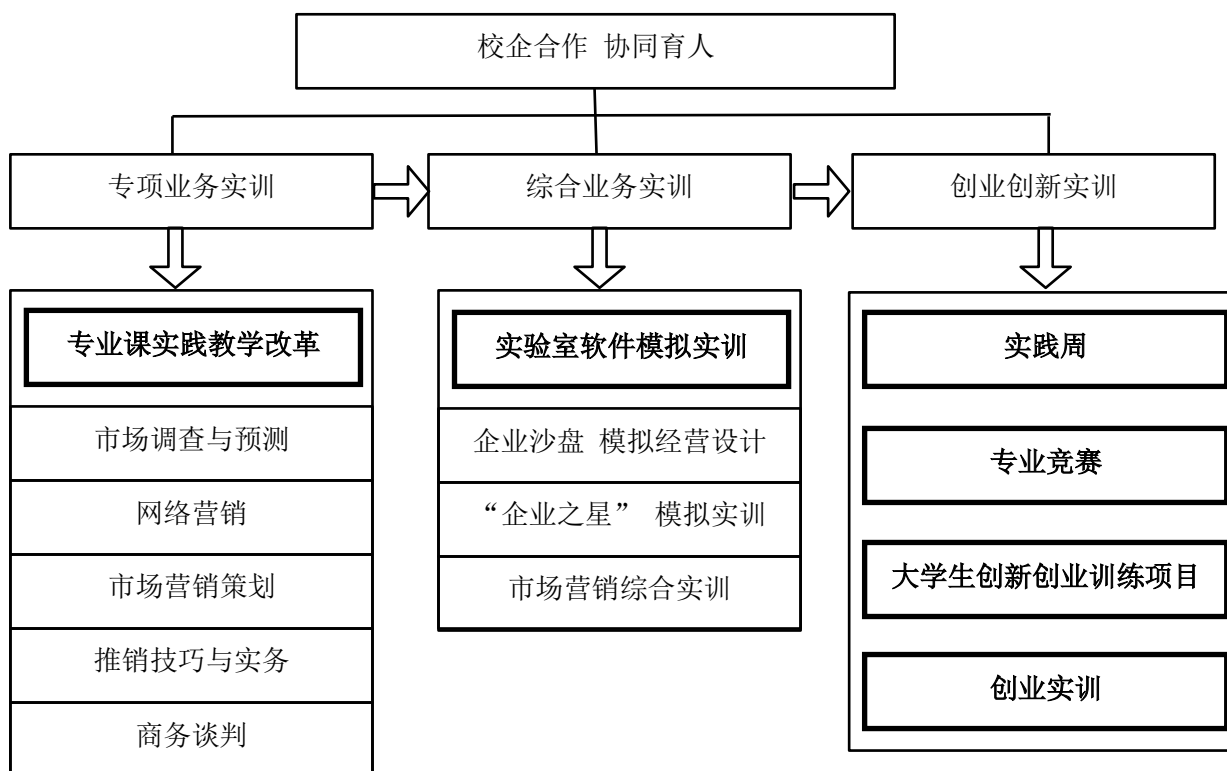 校企合作 协同育人
专项业务实训
综合业务实训
创业创新实训
专业课实践教学改革
市场调查与预测
网络营销
市场营销策划
推销技巧与实务
商务谈判
实验室软件模拟实训
企业沙盘 模拟经营设计
“企业之星” 模拟实训
市场营销综合实训
实践周
专业竞赛
大学生创新创业训练项目
创业实训